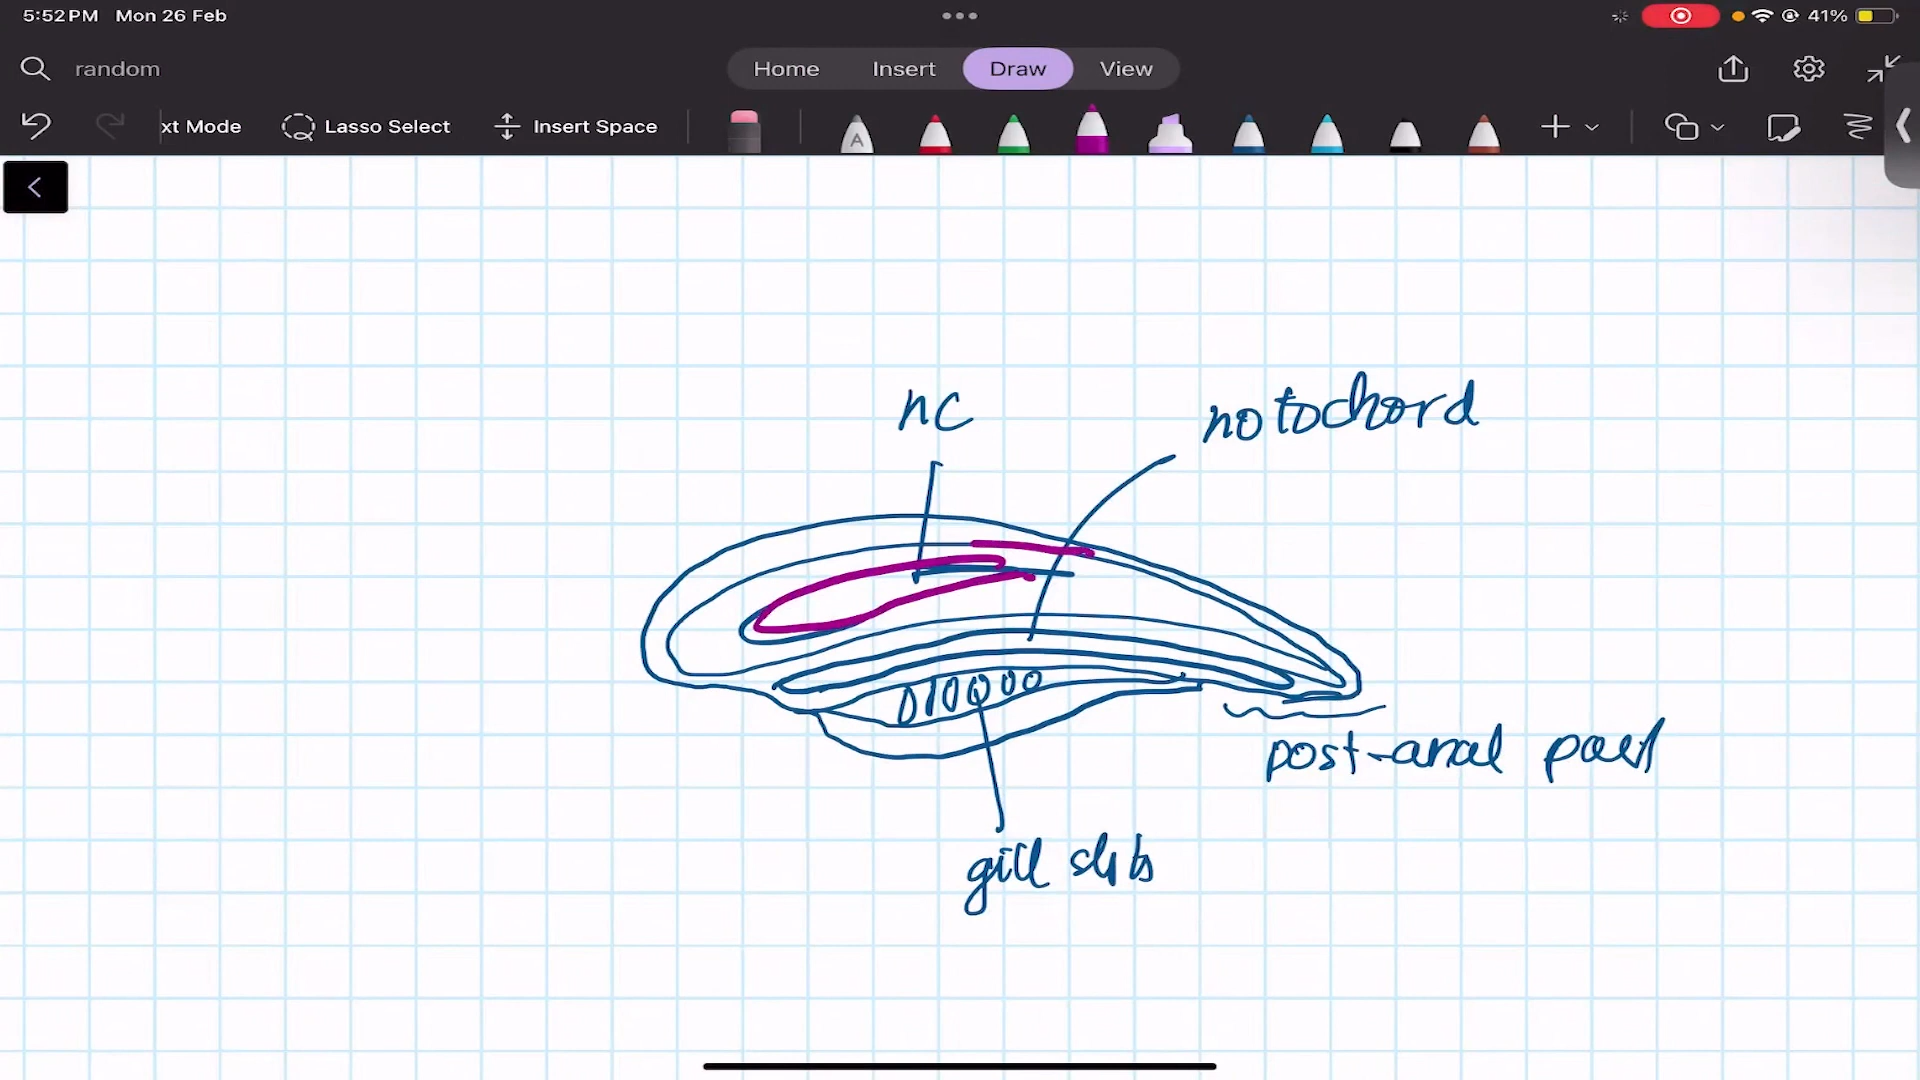 5:52 PM Mon 26 Feb
41%
random
Home Insert Draw View
xt Mode Lasso Select Insert Space
A
nc
notochord
post-anal part
gill slits